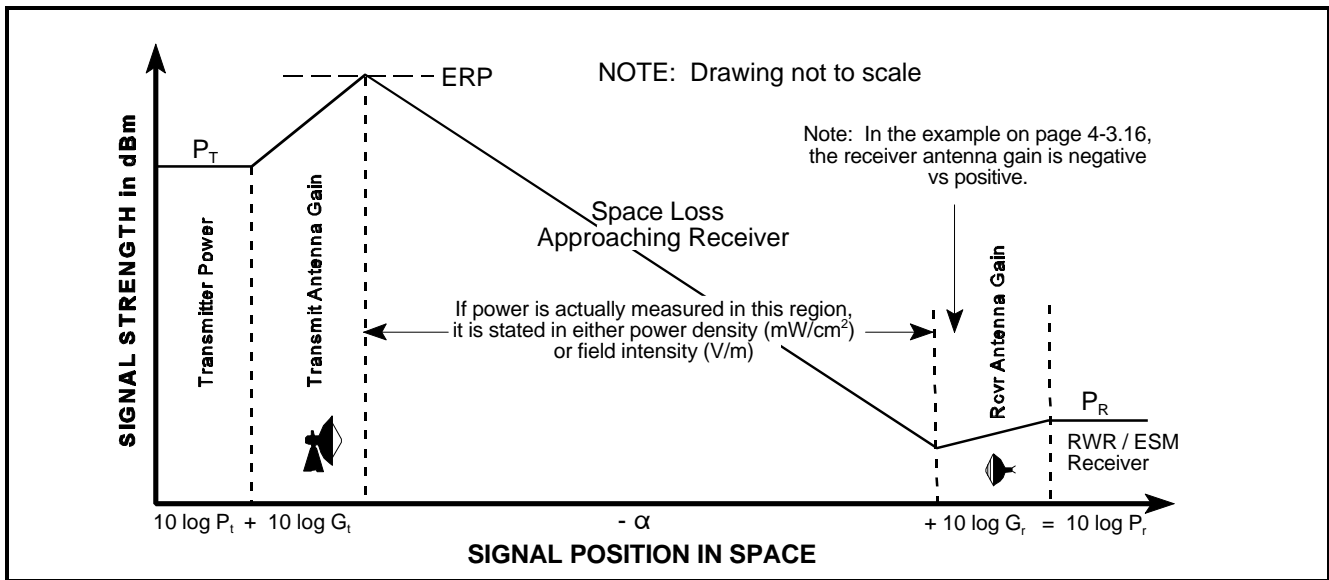 ERP
NOTE: Drawing not to scale
Note: In the example on page 4-3.16,
the receiver antenna gain is negative
vs positive.
P_T
SIGNAL STRENGTH in dBm
Transmitter Power
Transmit Antenna Gain
Space Loss
Approaching Receiver
If power is actually measured in this region,
it is stated in either power density (mW/cm²)
or field intensity (V/m)
Rcvr Antenna Gain
P_R
RWR / ESM
Receiver
10 log P_t + 10 log G_t - α + 10 log G_r = 10 log P_r
SIGNAL POSITION IN SPACE